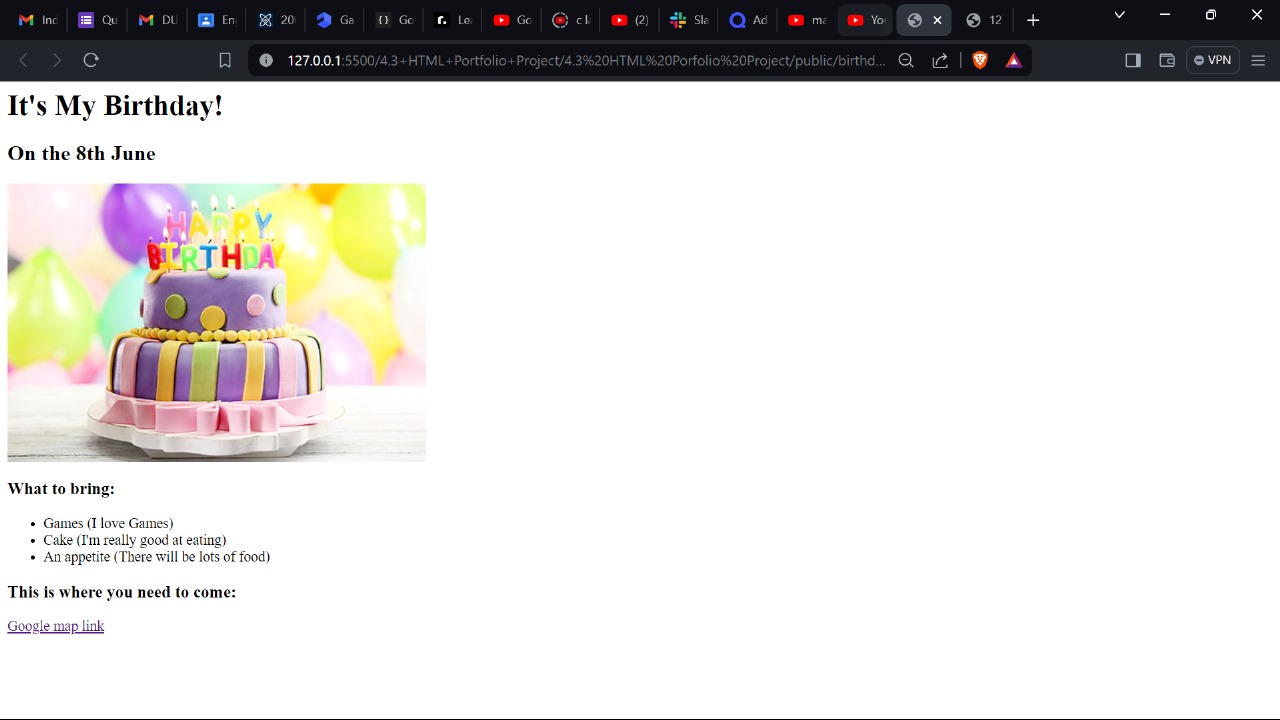 Inc
Qu
DU
En
20
Ga
{} GC
r. Lea
Go
c la
(2)
Sla
Ad
ma
Yo
12
127.0.0.1:5500/4.3+HTML+Portfolio+Project/4.3%20HTML%20Porfolio%20Project/public/birthd...
VPN
It's My Birthday!
On the 8th June
HAPPY
BIRTHDAY
What to bring:
• Games (I love Games)
• Cake (I'm really good at eating)
• An appetite (There will be lots of food)
This is where you need to come:
Google map link